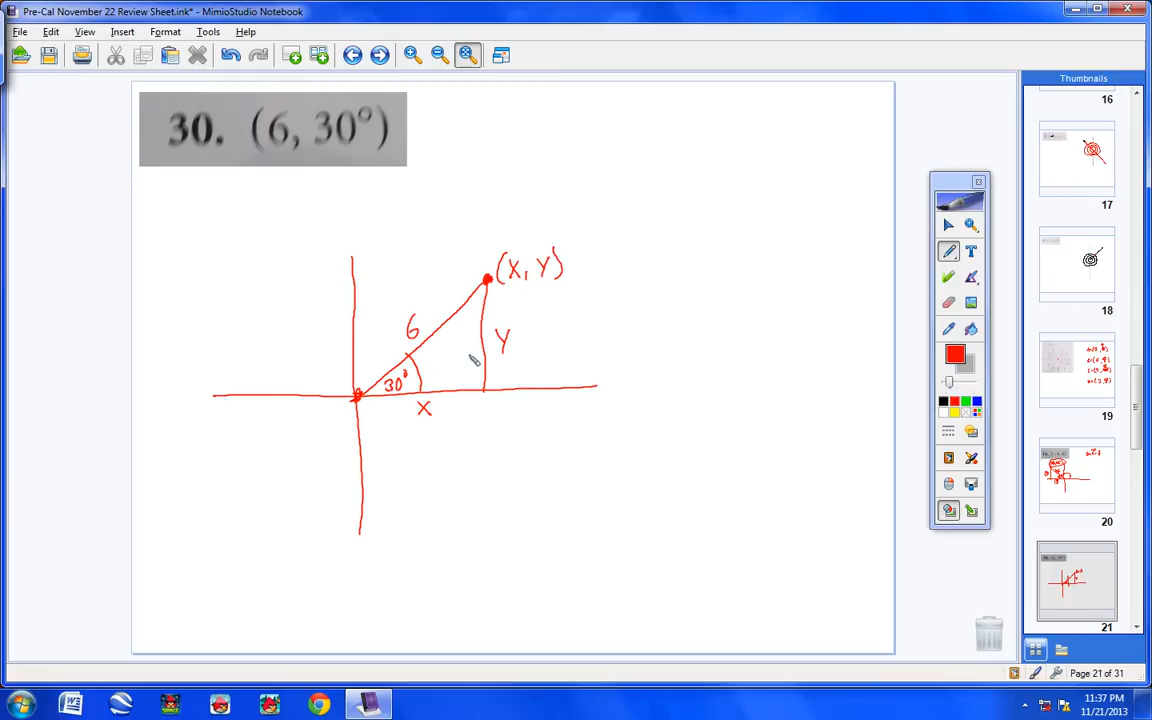 Pre-Cal November 22 Review Sheet.ink* - MimioStudio Notebook
File Edit View Insert Format Tools Help
Thumbnails
30. (6, 30°)
(X, Y)
6
Y
30°
X
16
17
18
19
20
21
T
Page 21 of 31
W
11:37 PM
11/21/2013